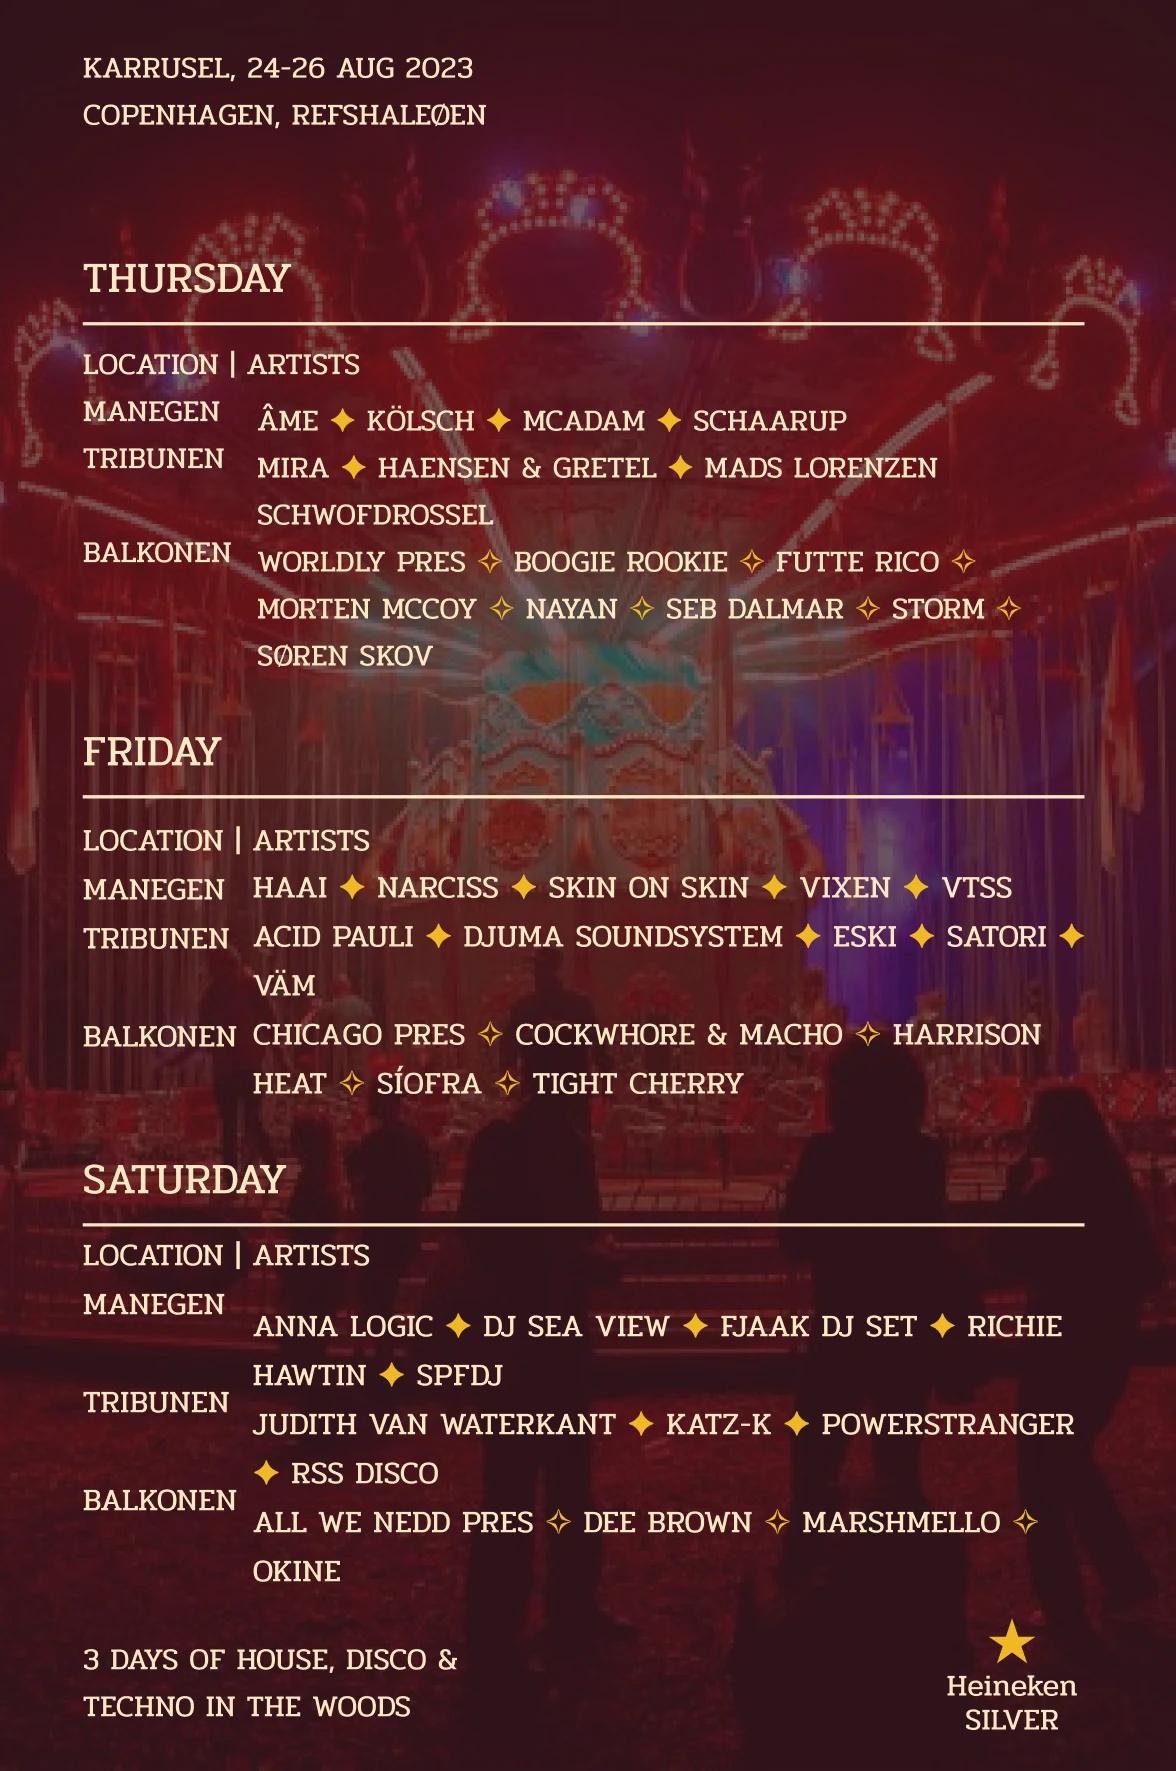 KARRUSEL, 24-26 AUG 2023
COPENHAGEN, REFSHALEØEN
THURSDAY
LOCATION | ARTISTS
MANEGEN ÂME ✦ KÖLSCH ✦ MCADAM ✦ SCHAARUP
TRIBUNEN MIRA ✦ HAENSEN & GRETEL ✦ MADS LORENZEN
SCHWOFDROSSEL
BALKONEN WORLDLY PRES ✧ BOOGIE ROOKIE ✧ FUTTE RICO ✧
MORTEN MCCOY ✧ NAYAN ✧ SEB DALMAR ✧ STORM ✧
SØREN SKOV
FRIDAY
LOCATION | ARTISTS
MANEGEN HAAI ✦ NARCISS ✦ SKIN ON SKIN ✦ VIXEN ✦ VTSS
TRIBUNEN ACID PAULI ✦ DJUMA SOUNDSYSTEM ✦ ESKI ✦ SATORI ✦
VÄM
BALKONEN CHICAGO PRES ✧ COCKWHORE & MACHO ✧ HARRISON
HEAT ✧ SÍOFRA ✧ TIGHT CHERRY
SATURDAY
LOCATION | ARTISTS
MANEGEN ANNA LOGIC ✦ DJ SEA VIEW ✦ FJAAK DJ SET ✦ RICHIE
HAWTIN ✦ SPFDJ
TRIBUNEN JUDITH VAN WATERKANT ✦ KATZ-K ✦ POWERSTRANGER
✦ RSS DISCO
BALKONEN ALL WE NEDD PRES ✧ DEE BROWN ✧ MARSHMELLO ✧
OKINE
3 DAYS OF HOUSE, DISCO &
TECHNO IN THE WOODS
Heineken
SILVER